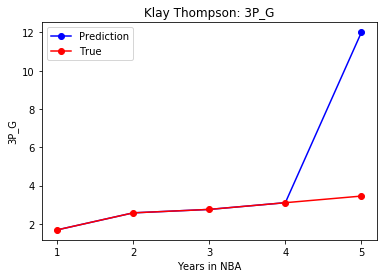 Klay Thompson: 3P_G
Prediction
True
12
10
8
6
4
2
3P_G
1 2 3 4 5
Years in NBA